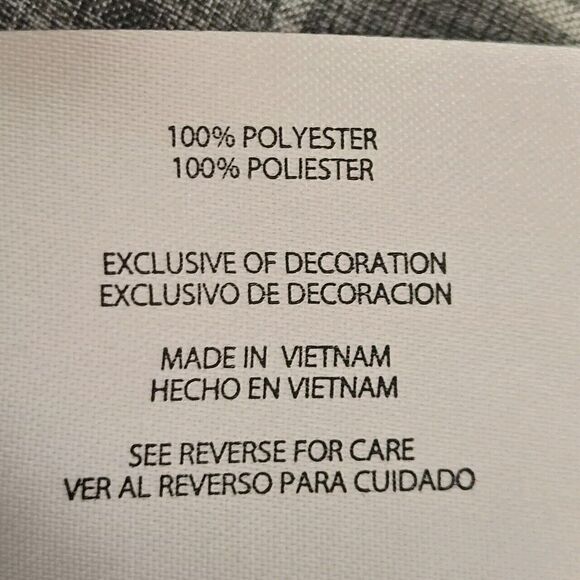 100% POLYESTER
100% POLIESTER
EXCLUSIVE OF DECORATION
EXCLUSIVO DE DECORACION
MADE IN VIETNAM
HECHO EN VIETNAM
SEE REVERSE FOR CARE
VER AL REVERSO PARA CUIDADO